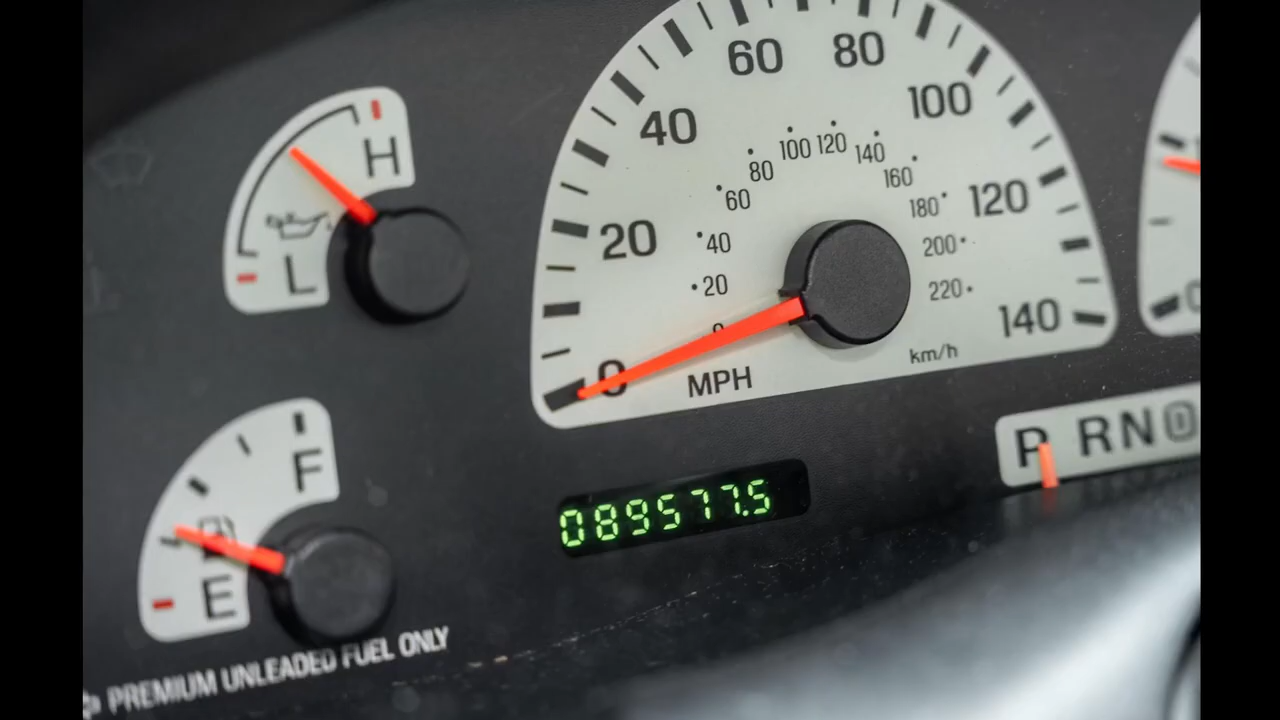 H
L
60 80
40 100
20 120
0 140
100 120
80 140
60 160
40 180
20 200
0 220
MPH
km/h
P R N D
F
E
089577.5
PREMIUM UNLEADED FUEL ONLY